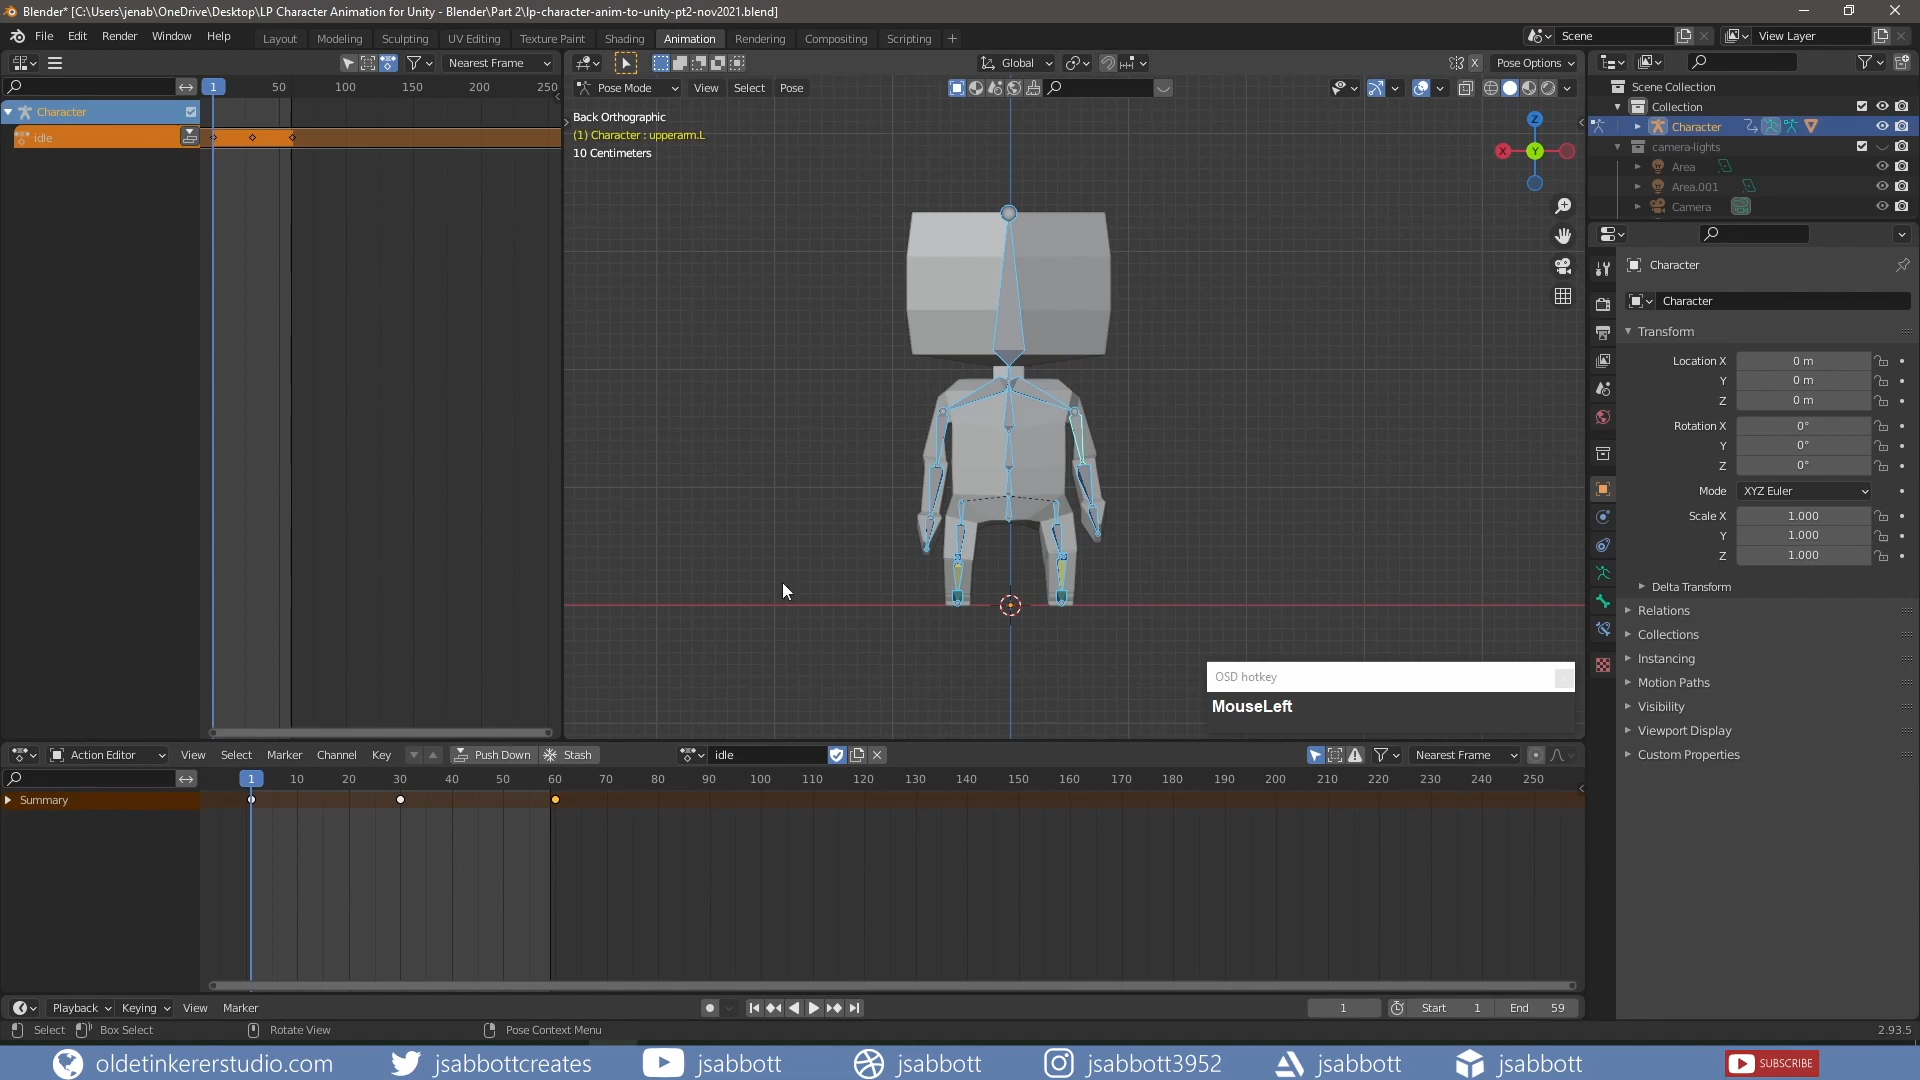 Blender* [C:\Users\jenab\OneDrive\Desktop\LP Character Animation for Unity - Blender\Part 2\lp-character-anim-to-unity-pt2-nov2021.blend]
File Edit Render Window Help Layout Modeling Sculpting UV Editing Texture Paint Shading Animation Rendering Compositing Scripting + Scene View Layer
Nearest Frame Global X Pose Options
1 50 100 150 200 250 Pose Mode View Select Pose
Scene Collection
Collection
Character
camera-lights
Area
Area.001
Camera
Character
idle
Back Orthographic
(1) Character : upperarm.L
10 Centimeters
Z
X
Y
Character
Character
Transform
Location X 0 m
Y 0 m
Z 0 m
Rotation X 0°
Y 0°
Z 0°
Mode XYZ Euler
Scale X 1.000
Y 1.000
Z 1.000
Delta Transform
Relations
Collections
Instancing
Motion Paths
Visibility
Viewport Display
Custom Properties
OSD hotkey
MouseLeft
Action Editor View Select Marker Channel Key Push Down Stash idle Nearest Frame
1 10 20 30 40 50 60 70 80 90 100 110 120 130 140 150 160 170 180 190 200 210 220 230 240 250
Summary
Playback Keying View Marker 1 Start 1 End 59
Select Box Select Rotate View Pose Context Menu 2.93.5
oldetinkererstudio.com jsabbottcreates jsabbott jsabbott jsabbott3952 jsabbott jsabbott SUBSCRIBE